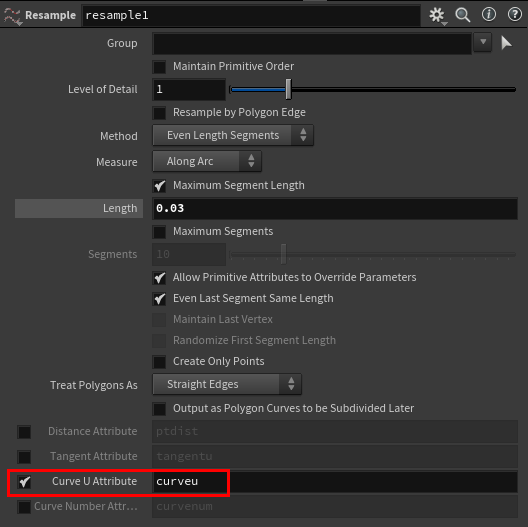 Resample resample1
Group
Maintain Primitive Order
Level of Detail 1
Resample by Polygon Edge
Method Even Length Segments
Measure Along Arc
Maximum Segment Length
Length 0.03
Maximum Segments
Segments 10
Allow Primitive Attributes to Override Parameters
Even Last Segment Same Length
Maintain Last Vertex
Randomize First Segment Length
Create Only Points
Treat Polygons As Straight Edges
Output as Polygon Curves to be Subdivided Later
Distance Attribute ptdist
Tangent Attribute tangentu
Curve U Attribute curveu
Curve Number Attr... curvenum